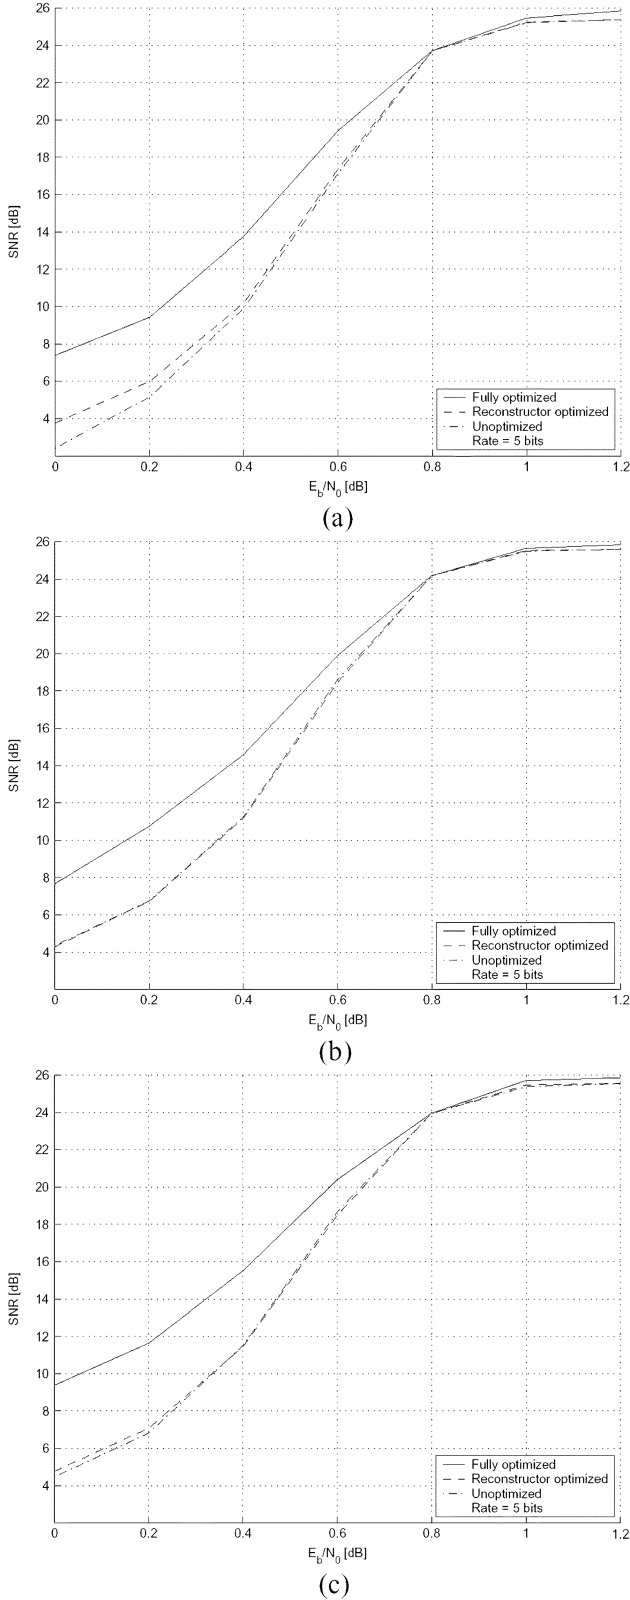 26
24
22
20
18
16
14
12
10
8
6
4
SNR [dB]
Fully optimized
Reconstructor optimized
Unoptimized
Rate = 5 bits
0 0.2 0.4 0.6 0.8 1 1.2
E_b/N_0 [dB]
(a)
26
24
22
20
18
16
14
12
10
8
6
4
SNR [dB]
Fully optimized
Reconstructor optimized
Unoptimized
Rate = 5 bits
0 0.2 0.4 0.6 0.8 1 1.2
E_b/N_0 [dB]
(b)
26
24
22
20
18
16
14
12
10
8
6
4
SNR [dB]
Fully optimized
Reconstructor optimized
Unoptimized
Rate = 5 bits
0 0.2 0.4 0.6 0.8 1 1.2
E_b/N_0 [dB]
(c)